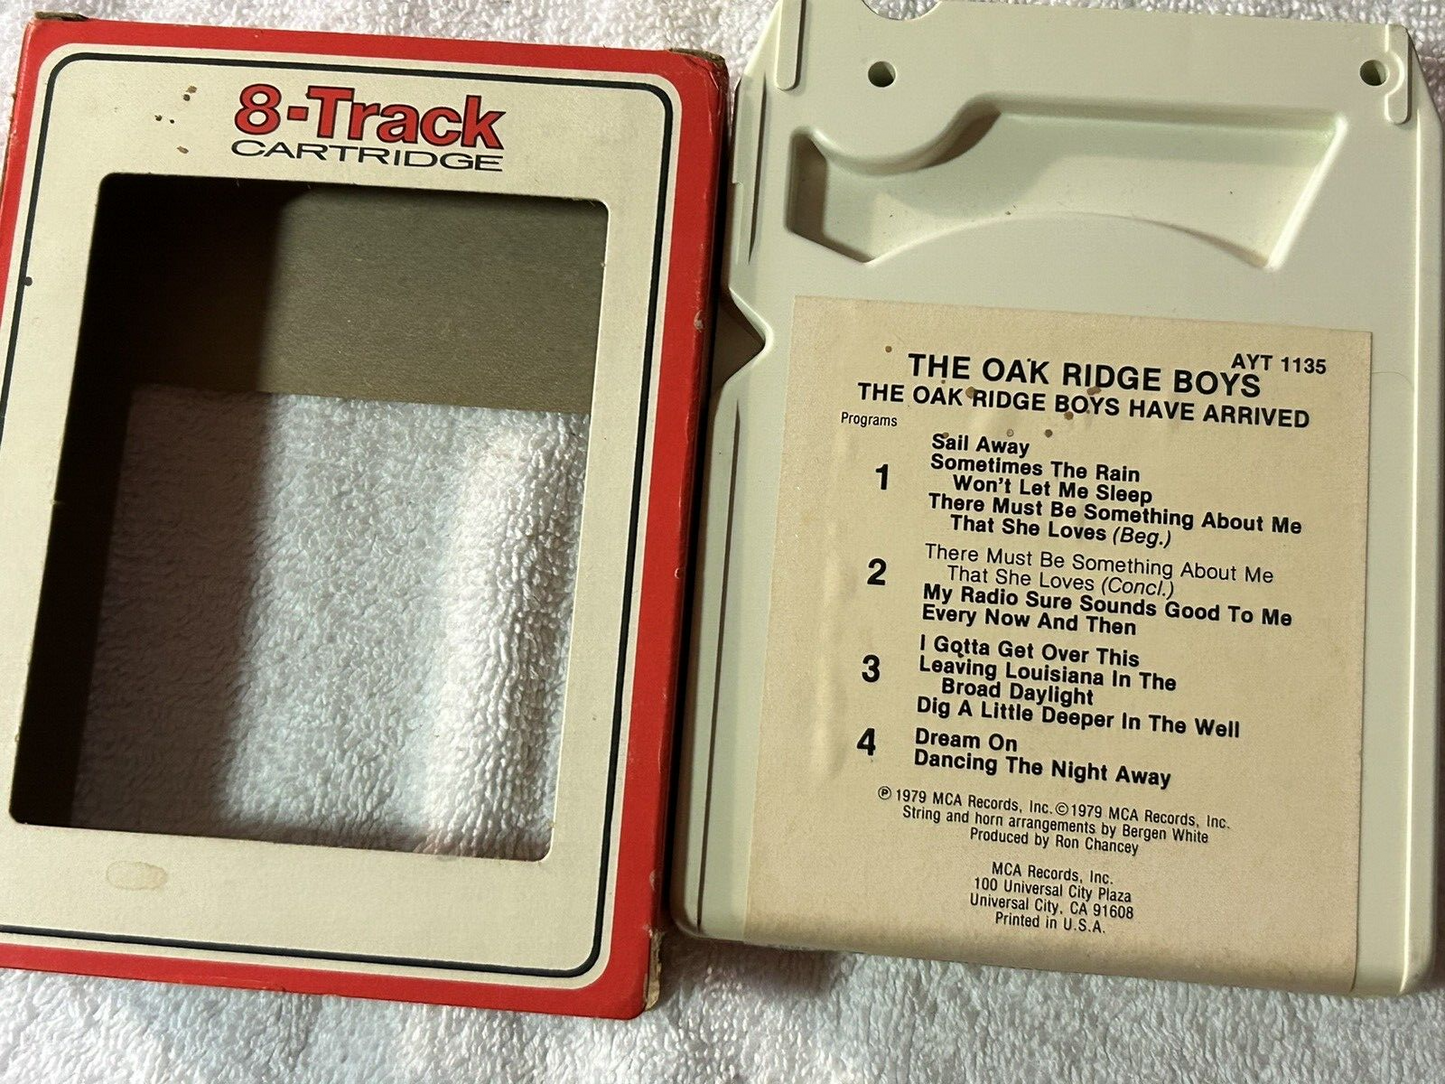 8-Track
CARTRIDGE
AYT 1135
THE OAK RIDGE BOYS
THE OAK RIDGE BOYS HAVE ARRIVED
Programs
1
Sail Away
Sometimes The Rain
Won't Let Me Sleep
There Must Be Something About Me
That She Loves (Beg.)
2
There Must Be Something About Me
That She Loves (Concl.)
My Radio Sure Sounds Good To Me
Every Now And Then
3
I Gotta Get Over This
Leaving Louisiana In The
Broad Daylight
Dig A Little Deeper In The Well
4
Dream On
Dancing The Night Away
℗ 1979 MCA Records, Inc. © 1979 MCA Records, Inc.
String and horn arrangements by Bergen White
Produced by Ron Chancey
MCA Records, Inc.
100 Universal City Plaza
Universal City, CA 91608
Printed in U.S.A.